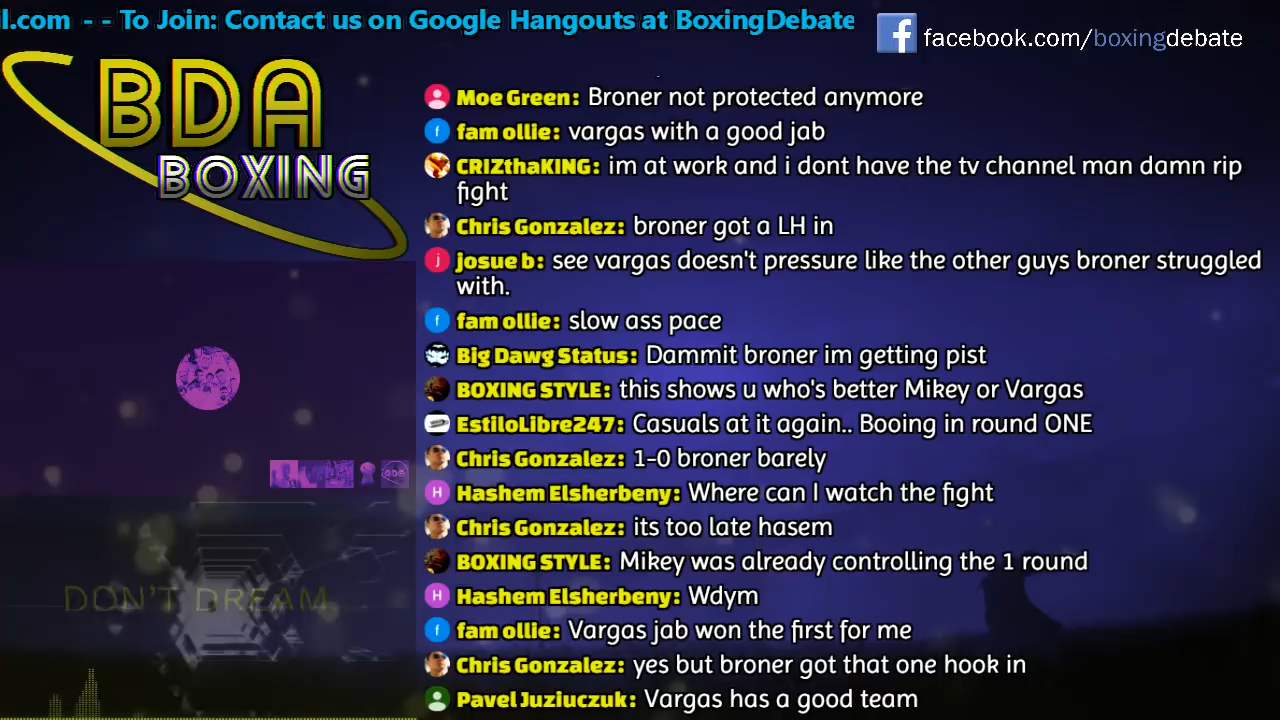 l.com - - To Join: Contact us on Google Hangouts at BoxingDebate
facebook.com/boxingdebate
BDA
BOXING
Moe Green: Broner not protected anymore
fam ollie: vargas with a good jab
CRIZthaKING: im at work and i dont have the tv channel man damn rip
fight
Chris Gonzalez: broner got a LH in
josue b: see vargas doesn't pressure like the other guys broner struggled
with.
fam ollie: slow ass pace
Big Dawg Status: Dammit broner im getting pist
BOXING STYLE: this shows u who's better Mikey or Vargas
EstiloLibre247: Casuals at it again.. Booing in round ONE
Chris Gonzalez: 1-0 broner barely
Hashem Elsherbeny: Where can I watch the fight
Chris Gonzalez: its too late hasem
BOXING STYLE: Mikey was already controlling the 1 round
Hashem Elsherbeny: Wdym
fam ollie: Vargas jab won the first for me
Chris Gonzalez: yes but broner got that one hook in
Pavel Juziuczuk: Vargas has a good team
DON'T DREAM